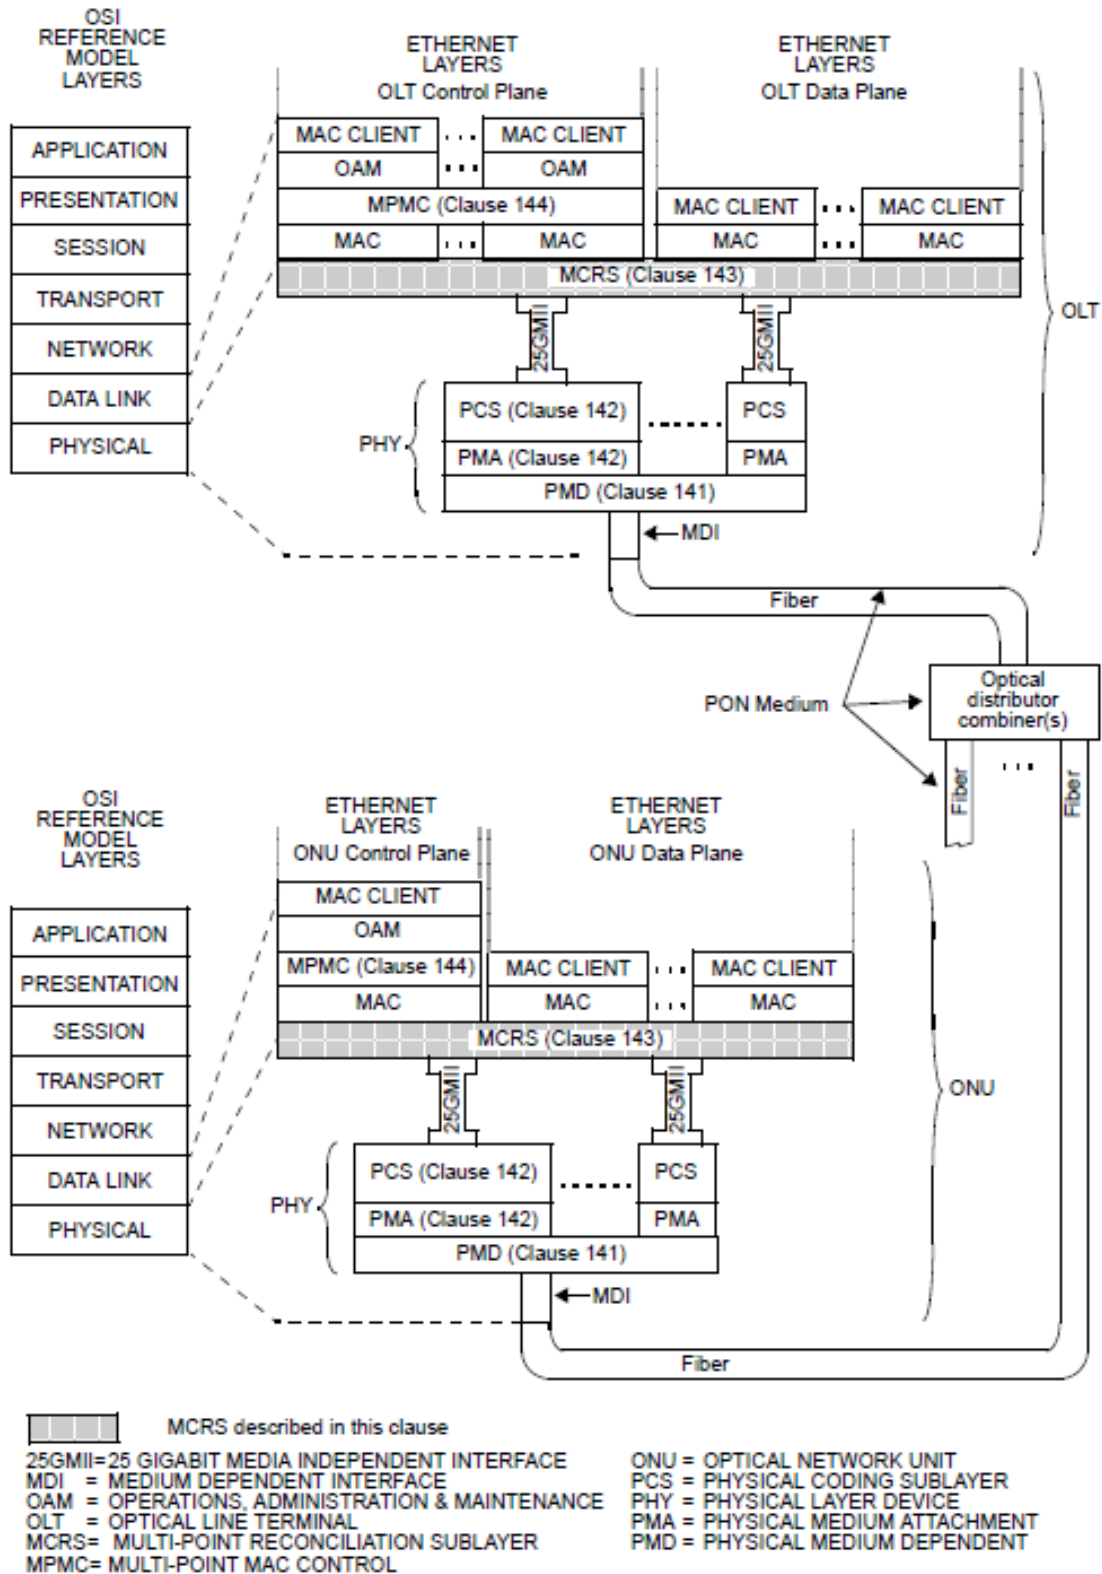 OSI
REFERENCE
MODEL
LAYERS
ETHERNET
LAYERS
OLT Control Plane
ETHERNET
LAYERS
OLT Data Plane
APPLICATION
PRESENTATION
SESSION
TRANSPORT
NETWORK
DATA LINK
PHYSICAL
MAC CLIENT ... MAC CLIENT
OAM ... OAM
MPMC (Clause 144)
MAC ... MAC
MAC CLIENT ... MAC CLIENT
MAC ... MAC
MCRS (Clause 143)
25GMII
25GMII
OLT
PHY
PCS (Clause 142)
PCS
PMA (Clause 142)
PMA
PMD (Clause 141)
MDI
Fiber
PON Medium
Optical
distributor
combiner(s)
Fiber
...
Fiber
OSI
REFERENCE
MODEL
LAYERS
ETHERNET
LAYERS
ONU Control Plane
ETHERNET
LAYERS
ONU Data Plane
APPLICATION
PRESENTATION
SESSION
TRANSPORT
NETWORK
DATA LINK
PHYSICAL
MAC CLIENT
OAM
MPMC (Clause 144)
MAC
MAC CLIENT ... MAC CLIENT
MAC ... MAC
MCRS (Clause 143)
25GMII
25GMII
ONU
PHY
PCS (Clause 142)
PCS
PMA (Clause 142)
PMA
PMD (Clause 141)
MDI
Fiber
MCRS described in this clause
25GMII=25 GIGABIT MEDIA INDEPENDENT INTERFACE
MDI = MEDIUM DEPENDENT INTERFACE
OAM = OPERATIONS, ADMINISTRATION & MAINTENANCE
OLT = OPTICAL LINE TERMINAL
MCRS= MULTI-POINT RECONCILIATION SUBLAYER
MPMC= MULTI-POINT MAC CONTROL
ONU = OPTICAL NETWORK UNIT
PCS = PHYSICAL CODING SUBLAYER
PHY = PHYSICAL LAYER DEVICE
PMA = PHYSICAL MEDIUM ATTACHMENT
PMD = PHYSICAL MEDIUM DEPENDENT